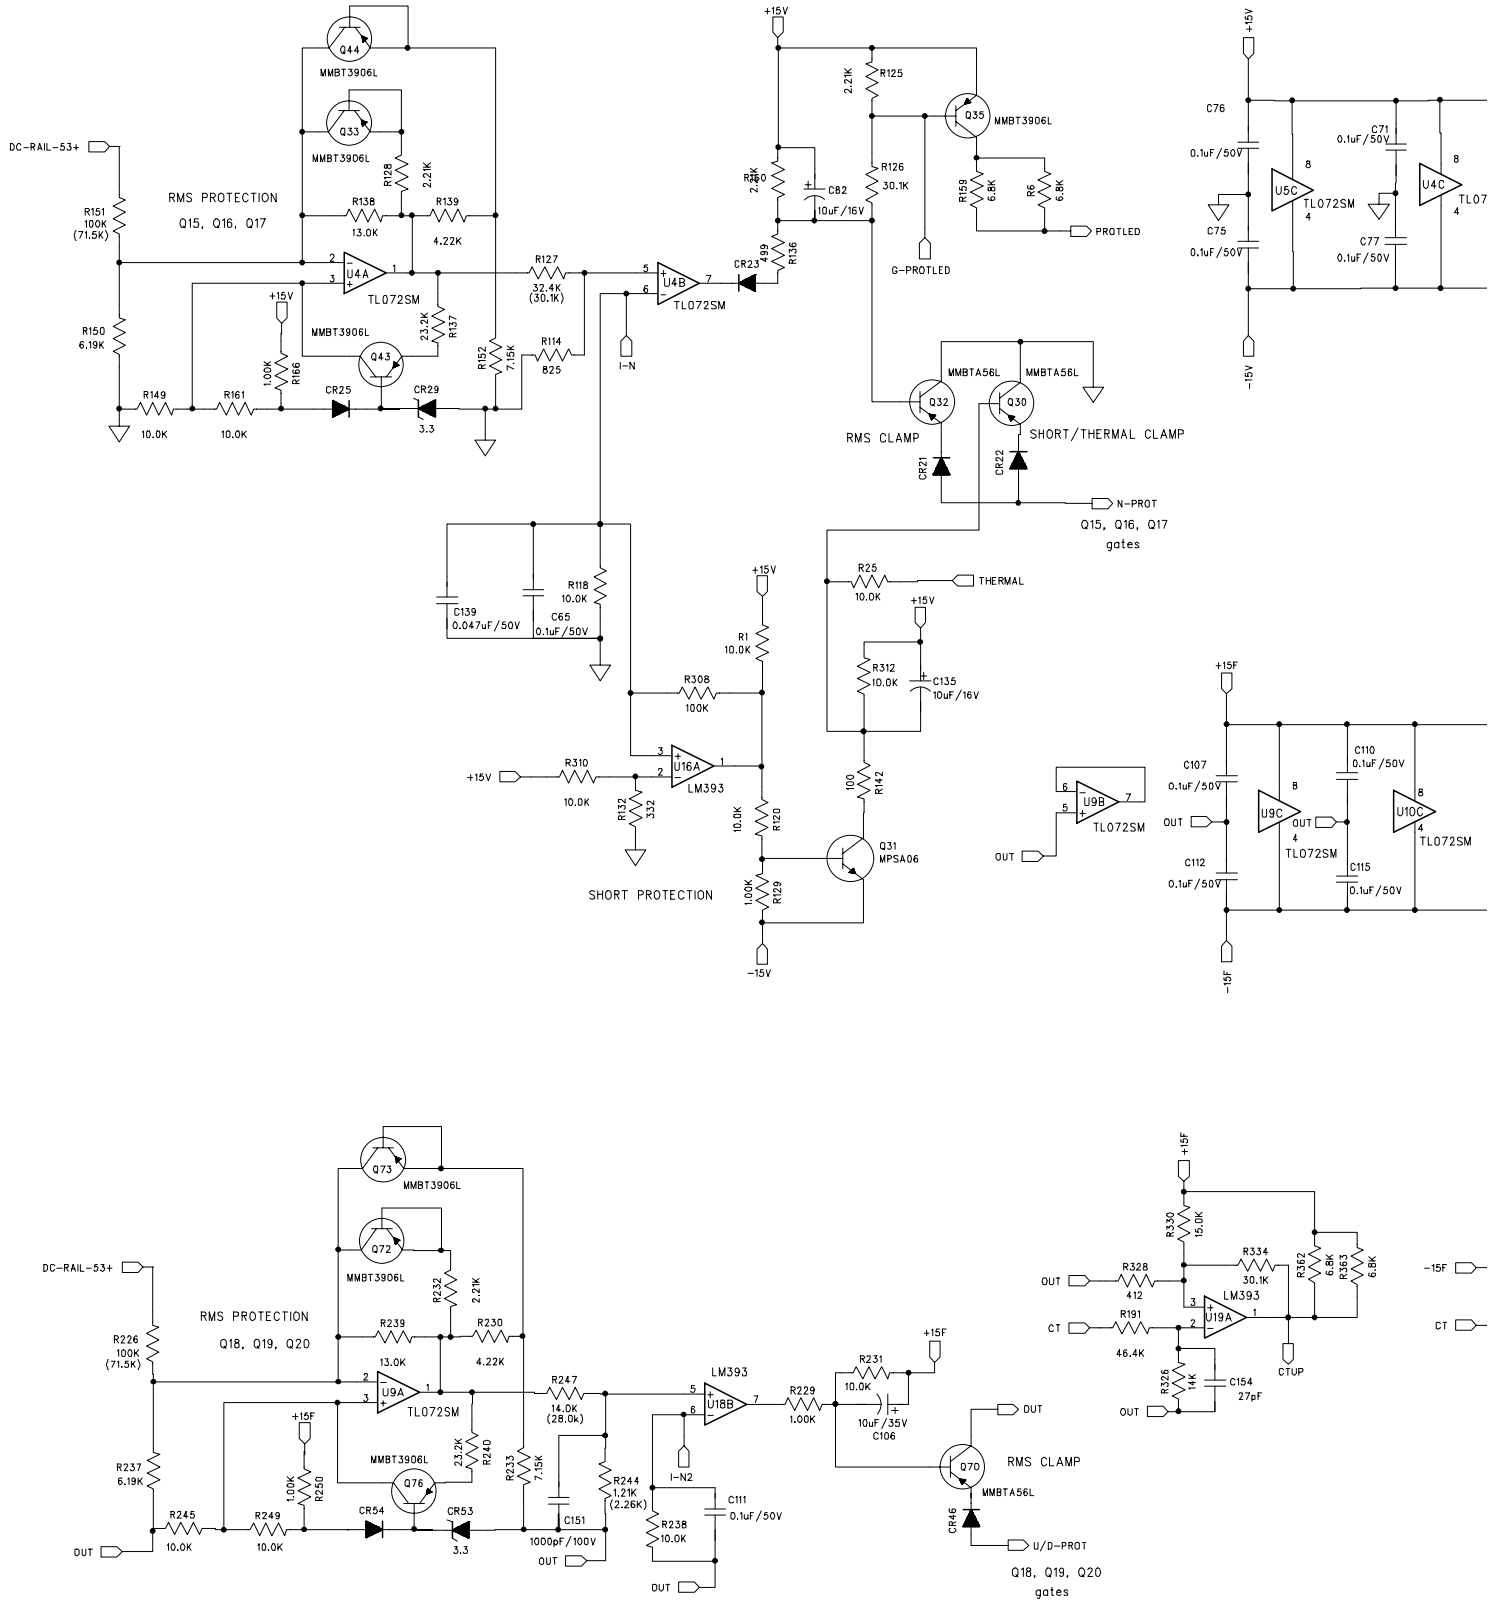 +15V
Q44
MMBT3906L
Q33
MMBT3906L
R128
2.21K
DC-RAIL-53+
RMS PROTECTION
Q15, Q16, Q17
R151
100K
(71.5K)
R138
13.0K
R139
4.22K
2
3
1
U4A
TL072SM
R150
6.19K
+15V
MMBT3906L
Q43
23.2K
R137
R127
32.4K
(30.1K)
R152
7.15K
R114
825
1.00K
R166
R149
10.0K
R161
10.0K
CR25
CR29
3.3
R125
2.21K
Q35
MMBT3906L
C82
10uF/16V
R126
30.1K
R159
6.8K
R6
6.8K
PROTLED
499
R136
G-PROTLED
5
6
7
U4B
TL072SM
CR23
I-N
MMBTA56L
MMBTA56L
Q32
Q30
RMS CLAMP
SHORT/THERMAL CLAMP
CR21
CR22
N-PROT
Q15, Q16, Q17
gates
+15V
C76
0.1uF/50V
C75
0.1uF/50V
-15V
8
U5C
TL072SM
4
C71
0.1uF/50V
C77
0.1uF/50V
8
U4C
TL07
4
C139
0.047uF/50V
C65
0.1uF/50V
R118
10.0K
+15V
R1
10.0K
R25
10.0K
THERMAL
+15V
R312
10.0K
C135
10uF/16V
R308
100K
3
2
1
U16A
LM393
+15V
R310
10.0K
R132
332
10.0K
R120
100
R142
Q31
MPSA06
1.00K
R129
SHORT PROTECTION
-15V
6
5
7
U9B
TL072SM
OUT
+15F
C107
0.1uF/50V
OUT
C112
0.1uF/50V
-15F
8
U9C
4
TL072SM
C110
0.1uF/50V
OUT
C115
0.1uF/50V
8
U10C
4
TL072SM
Q73
MMBT3906L
Q72
MMBT3906L
R232
2.21K
DC-RAIL-53+
RMS PROTECTION
Q18, Q19, Q20
R226
100K
(71.5K)
R239
13.0K
R230
4.22K
2
3
1
U9A
TL072SM
R237
6.19K
+15F
MMBT3906L
Q76
23.2K
R240
R247
14.0K
(28.0k)
R233
7.15K
1.00K
R250
R245
10.0K
R249
10.0K
CR54
CR53
3.3
OUT
C151
1000pF/100V
R244
1.21K
(2.26K)
OUT
LM393
5
6
7
U18B
I-N2
R238
10.0K
C111
0.1uF/50V
OUT
R229
1.00K
R231
10.0K
+15F
10uF/35V
C106
OUT
Q70
MMBTA56L
RMS CLAMP
CR46
U/D-PROT
Q18, Q19, Q20
gates
+15F
R330
15.0K
R334
30.1K
R362
6.8K
R363
6.8K
OUT
R328
412
LM393
3
2
1
U19A
CT
R191
46.4K
R326
14K
C154
27pF
OUT
CTUP
-15F
CT